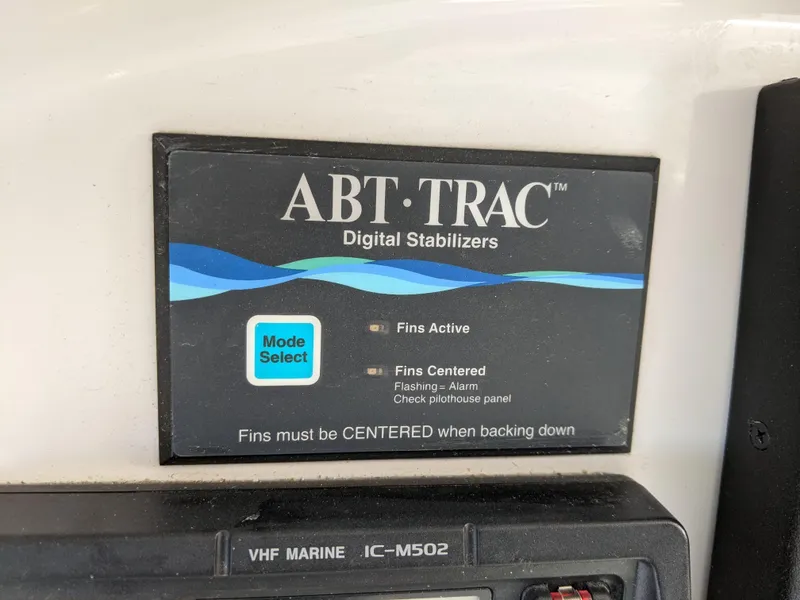 ABT·TRAC™
Digital Stabilizers
Mode
Select
Fins Active
Fins Centered
Flashing = Alarm
Check pilothouse panel
Fins must be CENTERED when backing down
VHF MARINE IC-M502